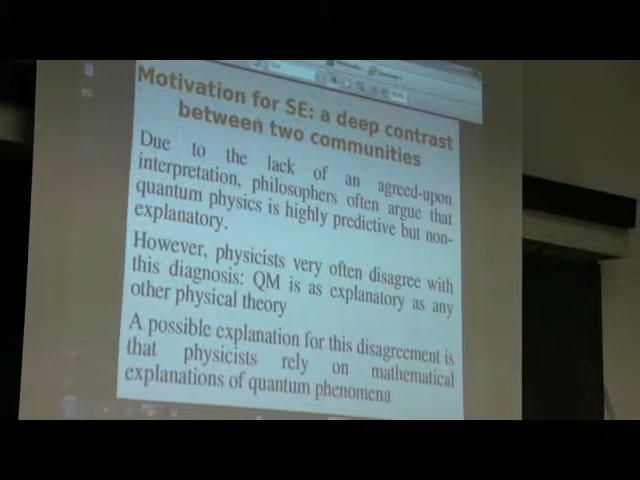 Motivation for SE: a deep contrast
between two communities
Due to the lack of an agreed-upon
interpretation, philosophers often argue that
quantum physics is highly predictive but non-
explanatory.
However, physicists very often disagree with
this diagnosis: QM is as explanatory as any
other physical theory
A possible explanation for this disagreement is
that physicists rely on mathematical
explanations of quantum phenomena